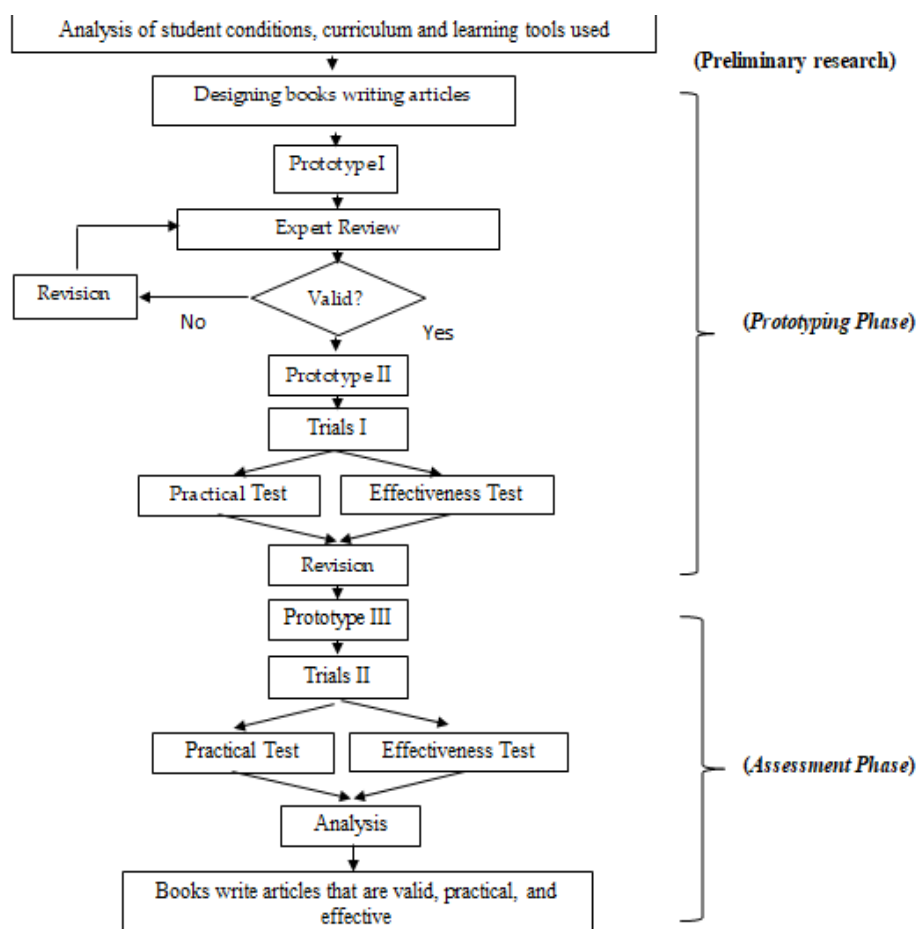 Analysis of student conditions, curriculum and learning tools used
(Preliminary research)
Designing books writing articles
Prototype I
Expert Review
Revision
Valid?
No
Yes
(Prototyping Phase)
Prototype II
Trials I
Practical Test
Effectiveness Test
Revision
Prototype III
Trials II
Practical Test
Effectiveness Test
(Assessment Phase)
Analysis
Books write articles that are valid, practical, and
effective